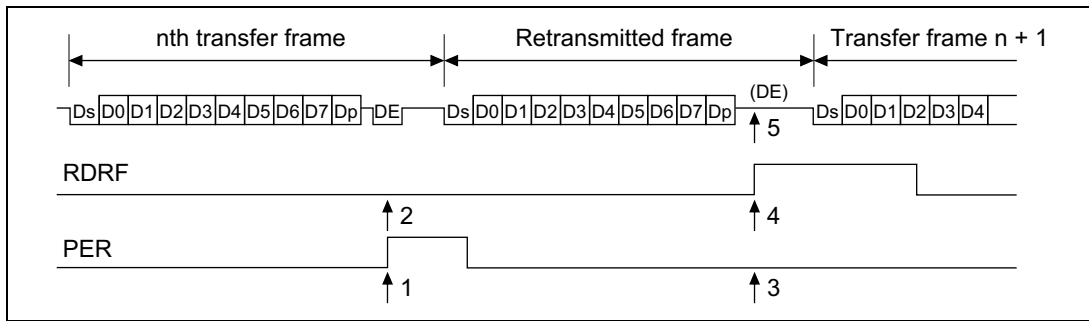 nth transfer frame Retransmitted frame Transfer frame n + 1
(DE)
Ds D0 D1 D2 D3 D4 D5 D6 D7 Dp DE Ds D0 D1 D2 D3 D4 D5 D6 D7 Dp Ds D0 D1 D2 D3 D4
5
RDRF
2 4
PER
1 3